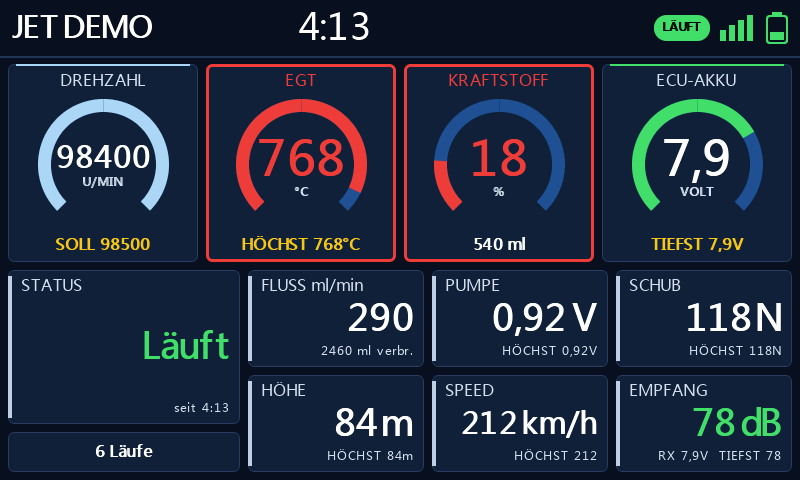 JET DEMO
4:13
LÄUFT
DREHZAHL
98400
U/MIN
SOLL 98500
EGT
768
°C
HÖCHST 768°C
KRAFTSTOFF
18
%
540 ml
ECU-AKKU
7,9
VOLT
TIEFST 7,9V
STATUS
Läuft
seit 4:13
6 Läufe
FLUSS ml/min
290
2460 ml verbr.
PUMPE
0,92 V
HÖCHST 0,92V
SCHUB
118N
HÖCHST 118N
HÖHE
84m
HÖCHST 84m
SPEED
212 km/h
HÖCHST 212
EMPFANG
78 dB
RX 7,9V TIEFST 78